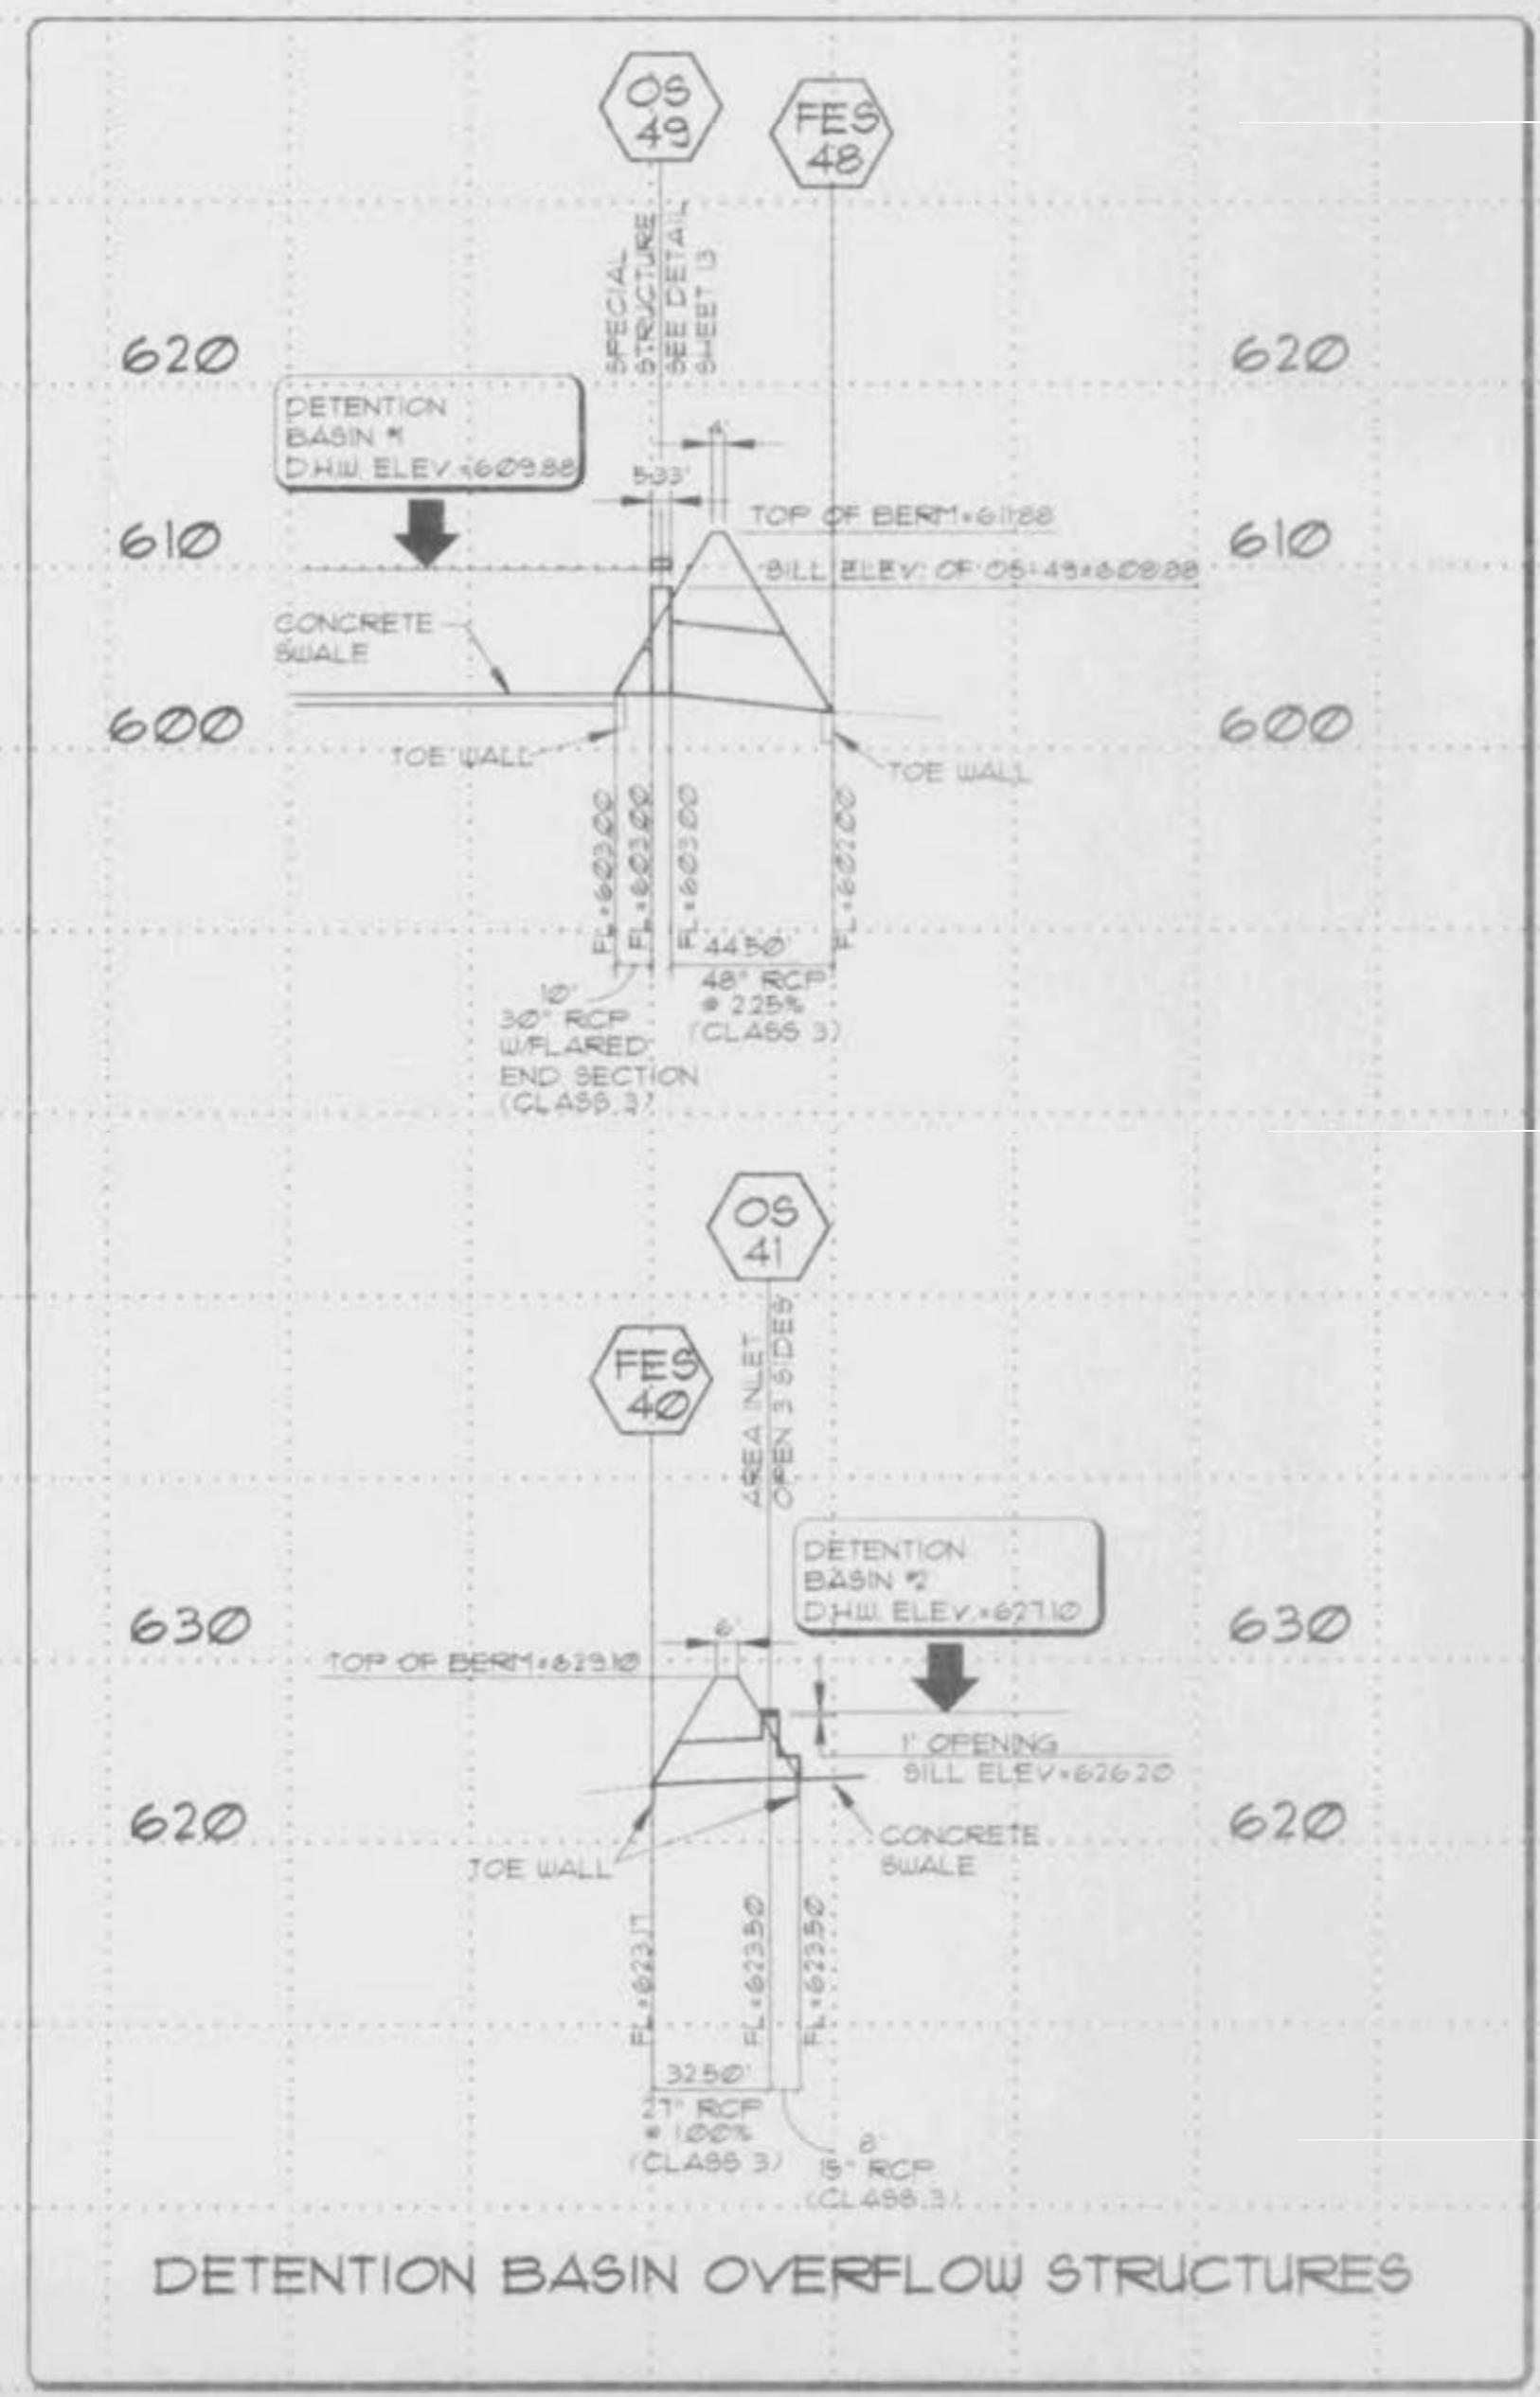 OS
49
FES
48
SPECIAL
STRUCTURE
SEE DETAIL
SHEET 13
620
620
DETENTION
BASIN #1
D.H.W. ELEV.=609.88
4'
5.33'
TOP OF BERM=611.88
610
610
SILL ELEV. OF OS-49=608.88
CONCRETE
SWALE
600
600
TOE WALL
TOE WALL
FL=603.00
FL=603.00
FL=603.00
FL=602.00
44.50'
48" RCP
@ 2.25%
(CLASS 3)
10'
30" RCP
W/FLARED
END SECTION
(CLASS 3)
OS
41
FES
40
AREA INLET
OPEN 3 SIDES
DETENTION
BASIN #2
D.H.W. ELEV.=627.10
630
630
6'
TOP OF BERM=629.10
1' OPENING
SILL ELEV=626.20
620
620
CONCRETE
SWALE
TOE WALL
FL=623.17
FL=623.50
FL=623.50
32.50'
27" RCP
@ 1.00%
(CLASS 3)
8'
15" RCP
(CLASS 3)
DETENTION BASIN OVERFLOW STRUCTURES